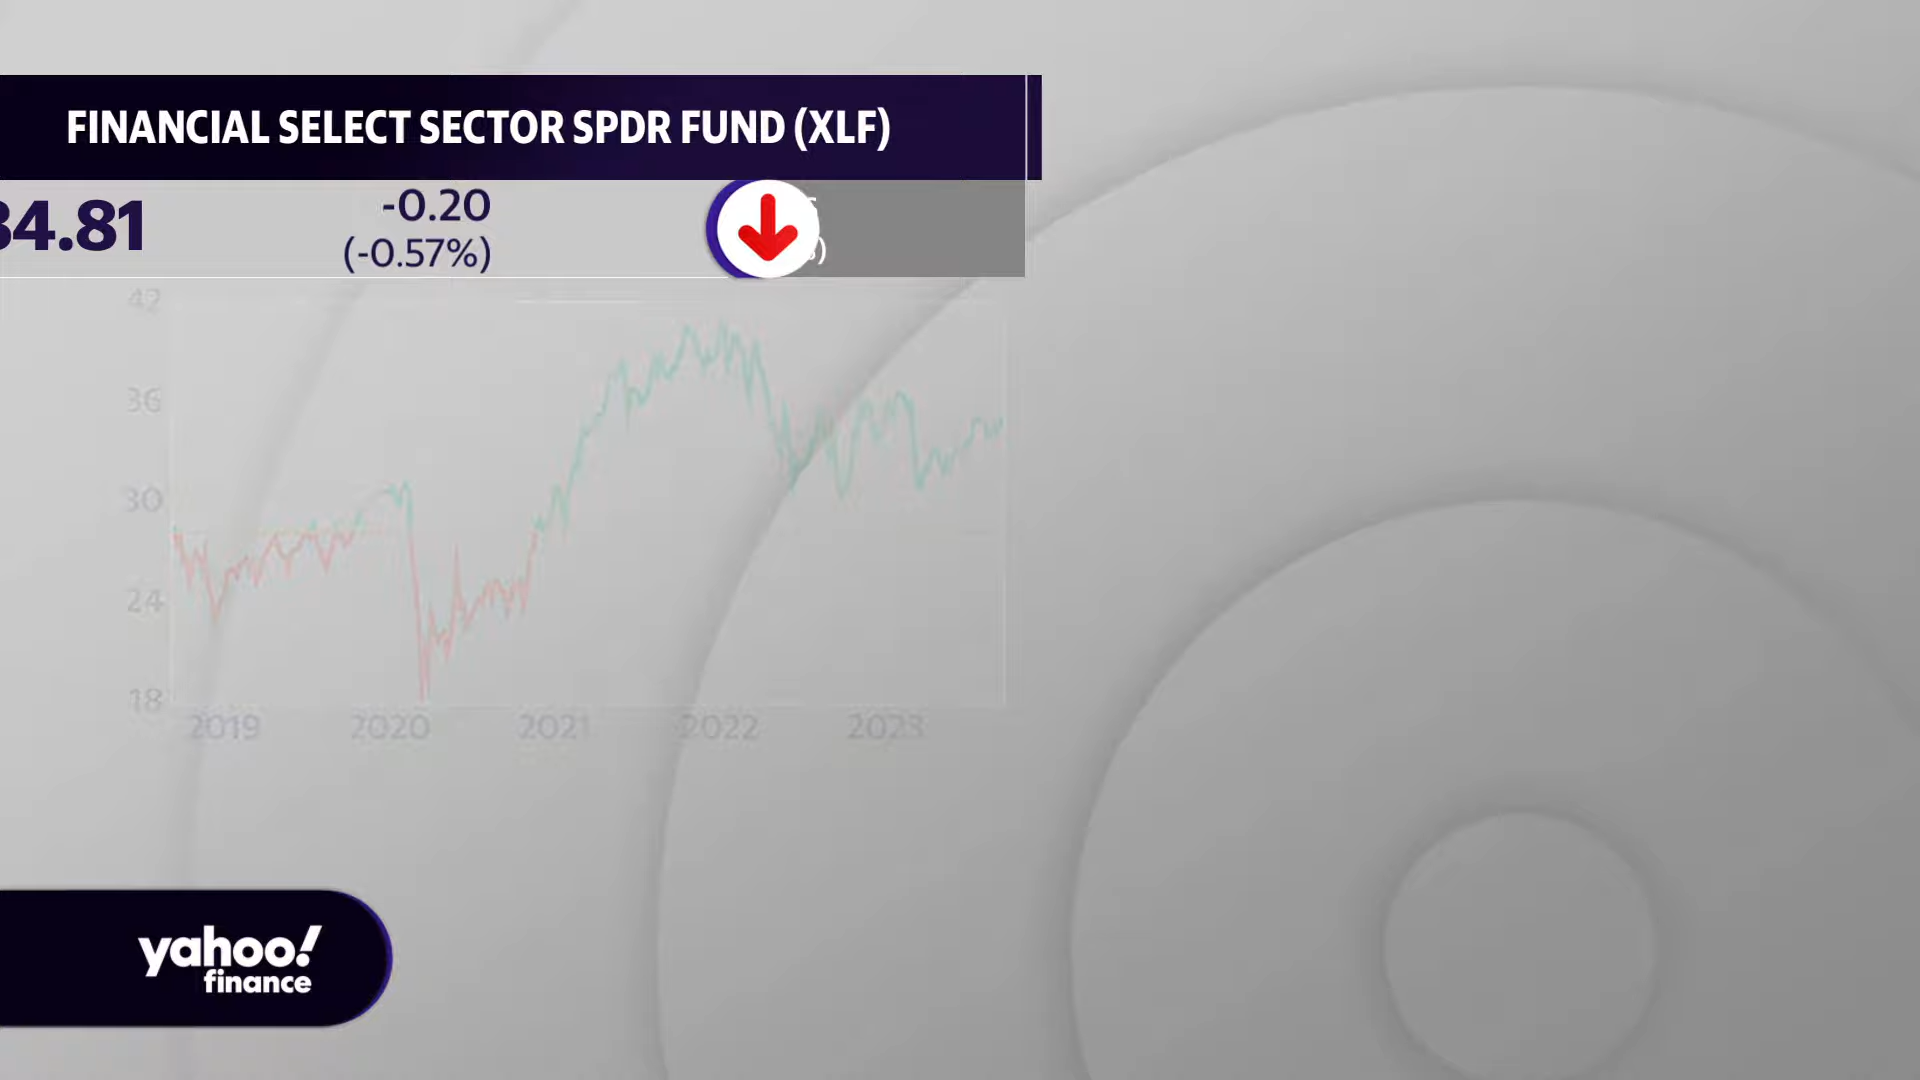 FINANCIAL SELECT SECTOR SPDR FUND (XLF)
34.81
-0.20
(-0.57%)
42
36
30
24
18
2019 2020 2021 2022 2023
yahoo!
finance